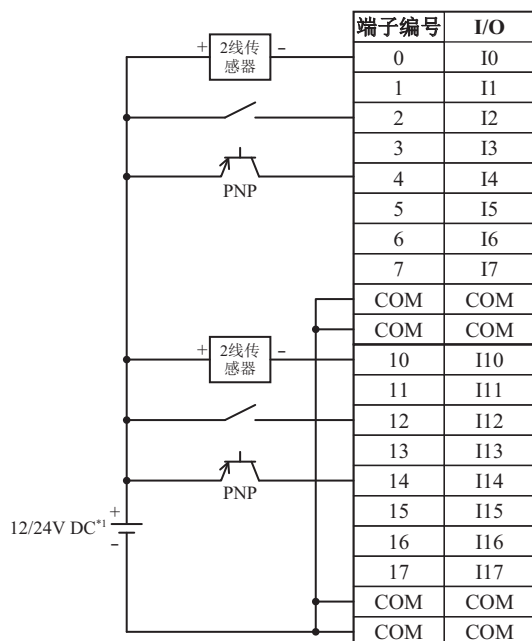 端子编号 I/O
+ 2线传感器 − 0 I0
1 I1
2 I2
3 I3
PNP 4 I4
5 I5
6 I6
7 I7
COM COM
COM COM
+ 2线传感器 − 10 I10
11 I11
12 I12
13 I13
PNP 14 I14
15 I15
12/24V DC*1 + − 16 I16
17 I17
COM COM
COM COM